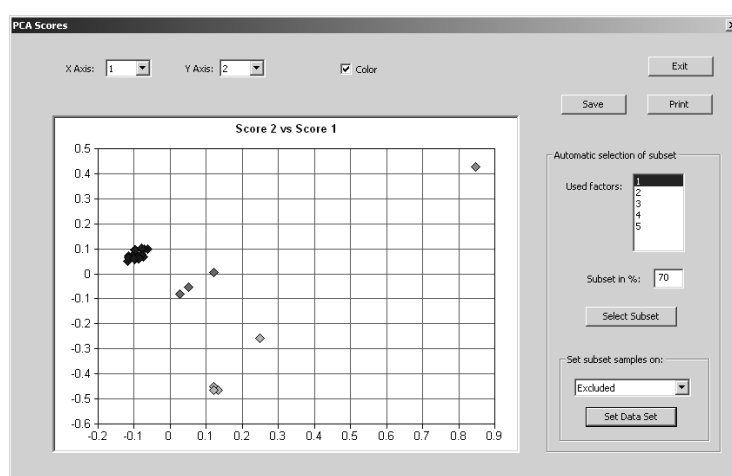 PCA Scores
X Axis: 1 Y Axis: 2 Color Exit
Save Print
Score 2 vs Score 1
0.5
0.4
0.3
0.2
0.1
0
-0.1
-0.2
-0.3
-0.4
-0.5
-0.6
-0.2 -0.1 0 0.1 0.2 0.3 0.4 0.5 0.6 0.7 0.8 0.9
Automatic selection of subset
Used factors: 1
2
3
4
5
Subset in %: 70
Select Subset
Set subset samples on:
Excluded
Set Data Set